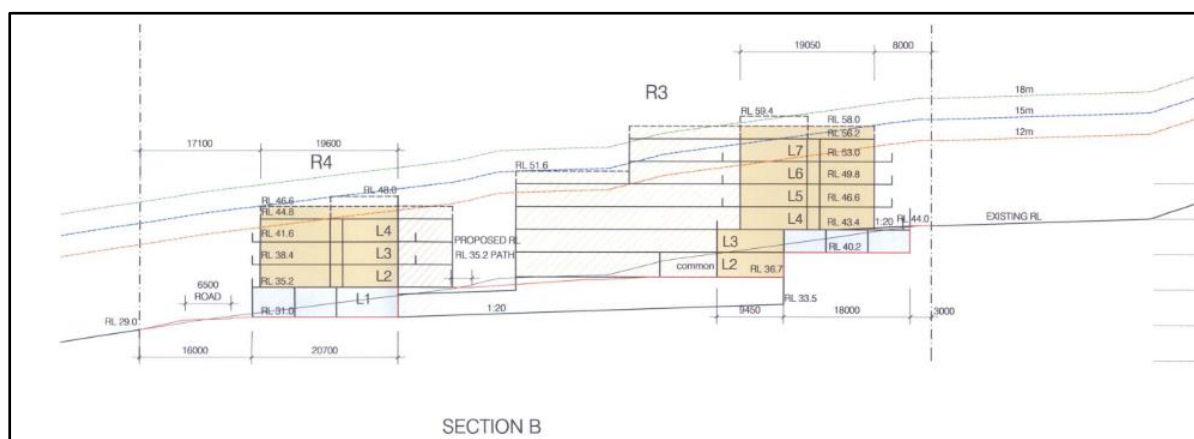 19050 8000
R3
18m
RL 59.4
15m
RL 58.0
12m
RL 56.2
17100 19600
L7 RL 53.0
R4
RL 51.6
L6 RL 49.8
RL 48.0
RL 46.6
L5 RL 46.6
RL 44.8
L4 RL 43.4 1:20 RL 44.0 EXISTING RL
RL 41.6 L4
PROPOSED RL
L3 RL 40.2
RL 38.4 L3
RL 35.2 PATH
common L2 RL 36.7
L2
RL 35.2
6500
ROAD
L1
RL 33.5
RL 31.0
1:20
RL 29.0
9450 18000 3000
16000 20700
SECTION B